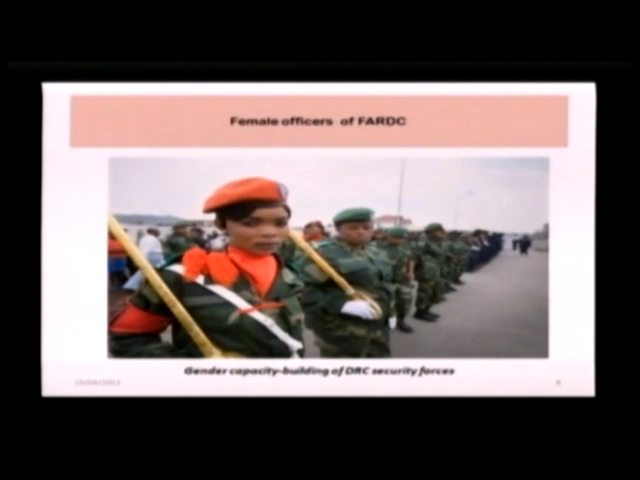 Female officers of FARDC
Gender capacity-building of DRC security forces